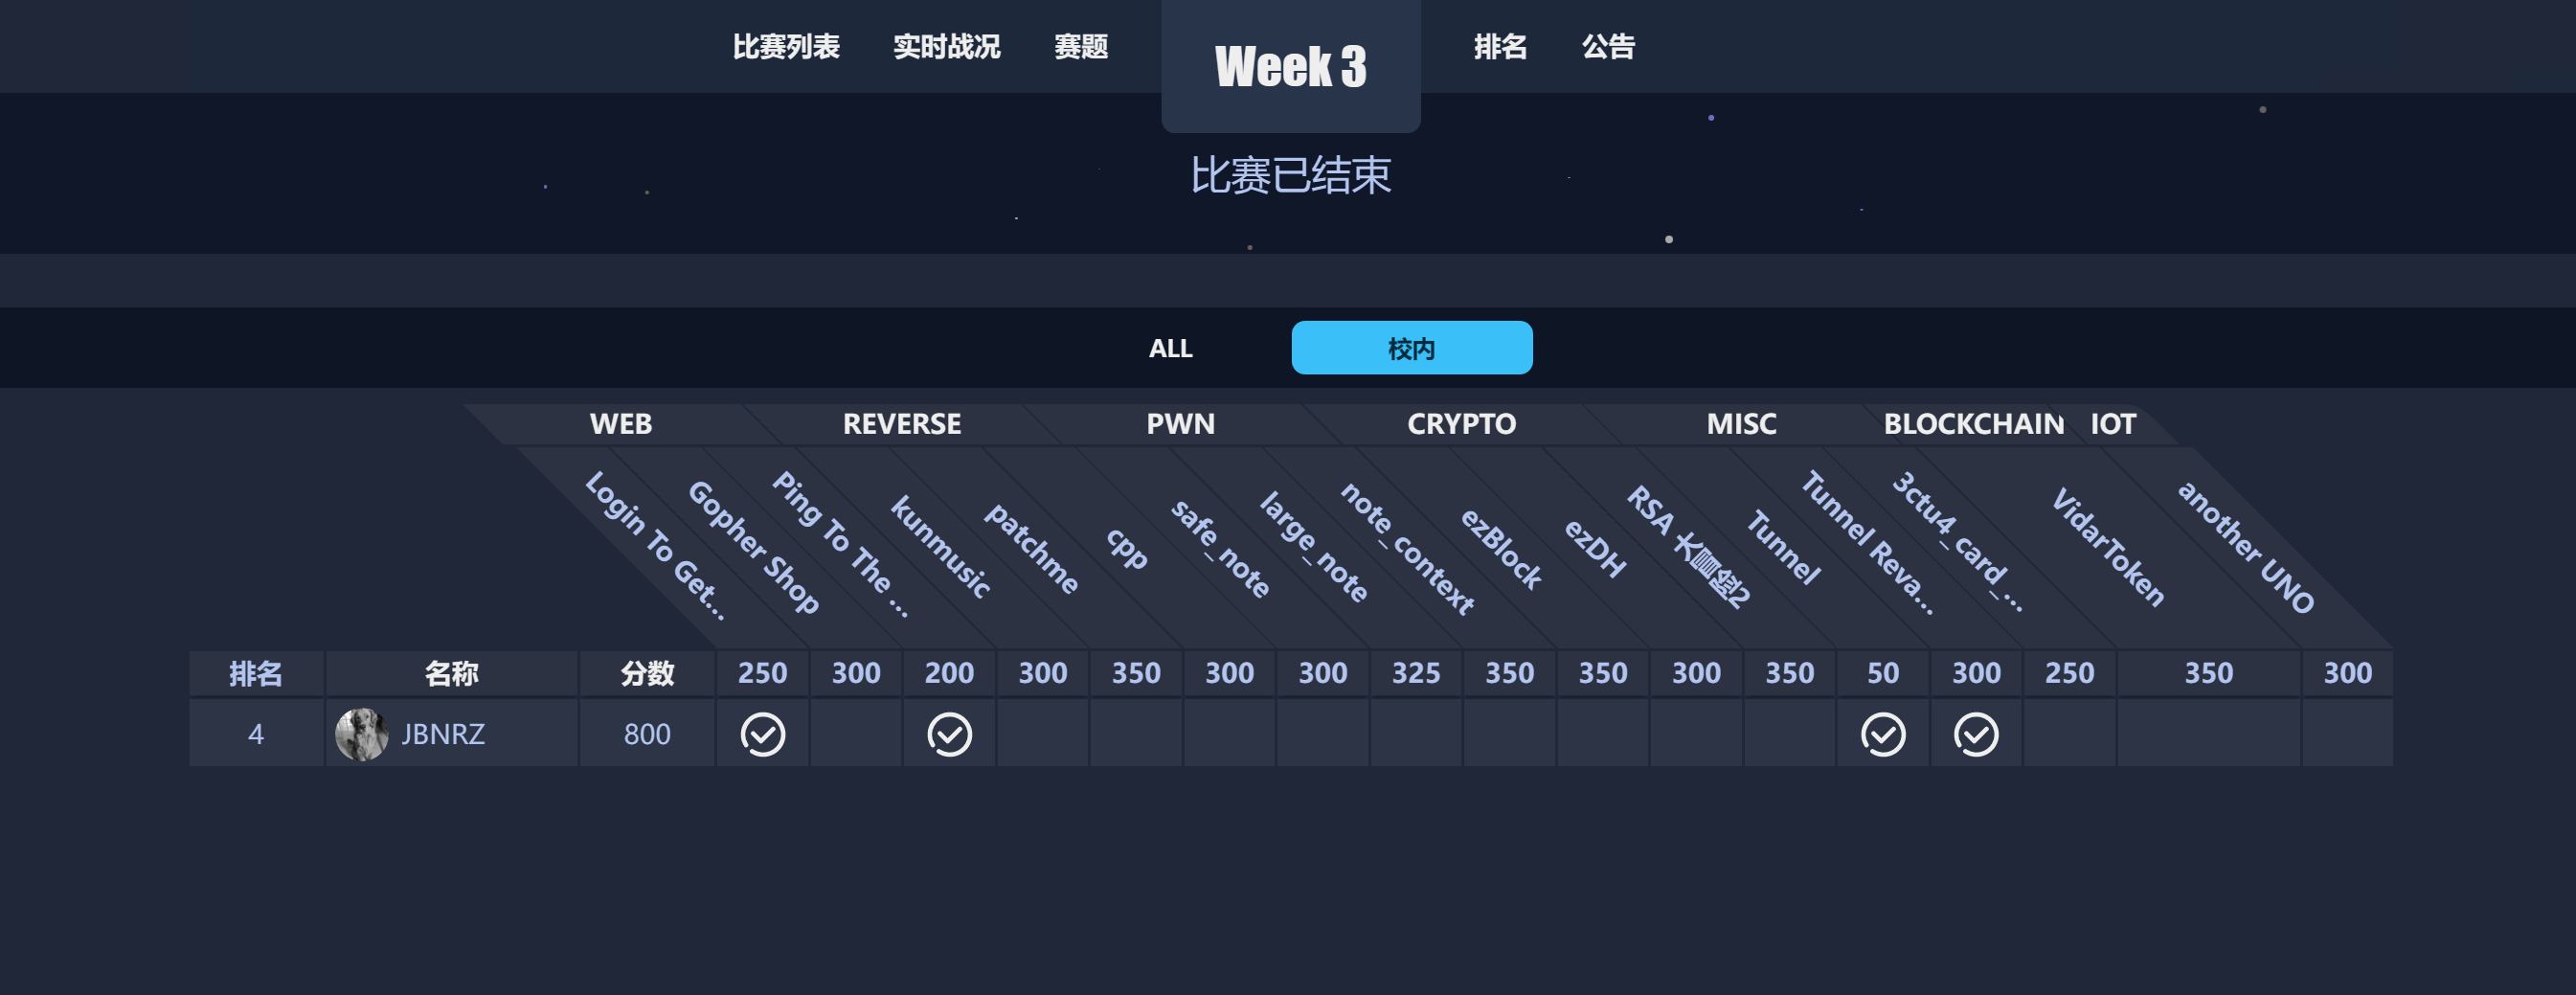 比赛列表 实时战况 赛题 Week 3 排名 公告
比赛已结束
ALL 校内
WEB REVERSE PWN CRYPTO MISC BLOCKCHAIN IOT
Login To Get...
Gopher Shop
Ping To The ...
kunmusic
patchme
cpp
safe_note
large_note
note_context
ezBlock
ezDH
RSA 大冒险2
Tunnel
Tunnel Reva...
3ctu4_card_...
VidarToken
another UNO
排名 名称 分数 250 300 200 300 350 300 300 325 350 350 300 350 50 300 250 350 300
4 JBNRZ 800